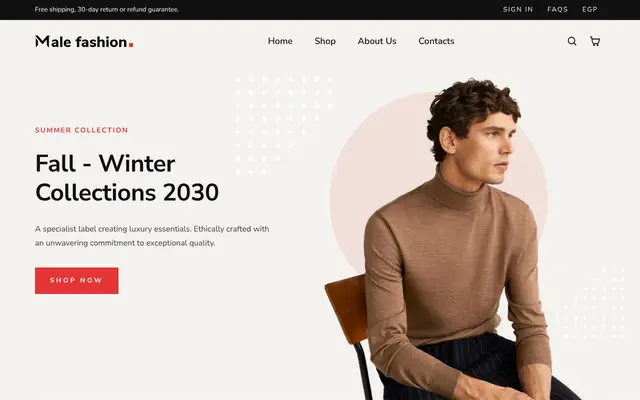 Free shipping, 30-day return or refund guarantee.
SIGN IN FAQS EGP
Male fashion.
Home Shop About Us Contacts
SUMMER COLLECTION
Fall - Winter
Collections 2030
A specialist label creating luxury essentials. Ethically crafted with
an unwavering commitment to exceptional quality.
SHOP NOW